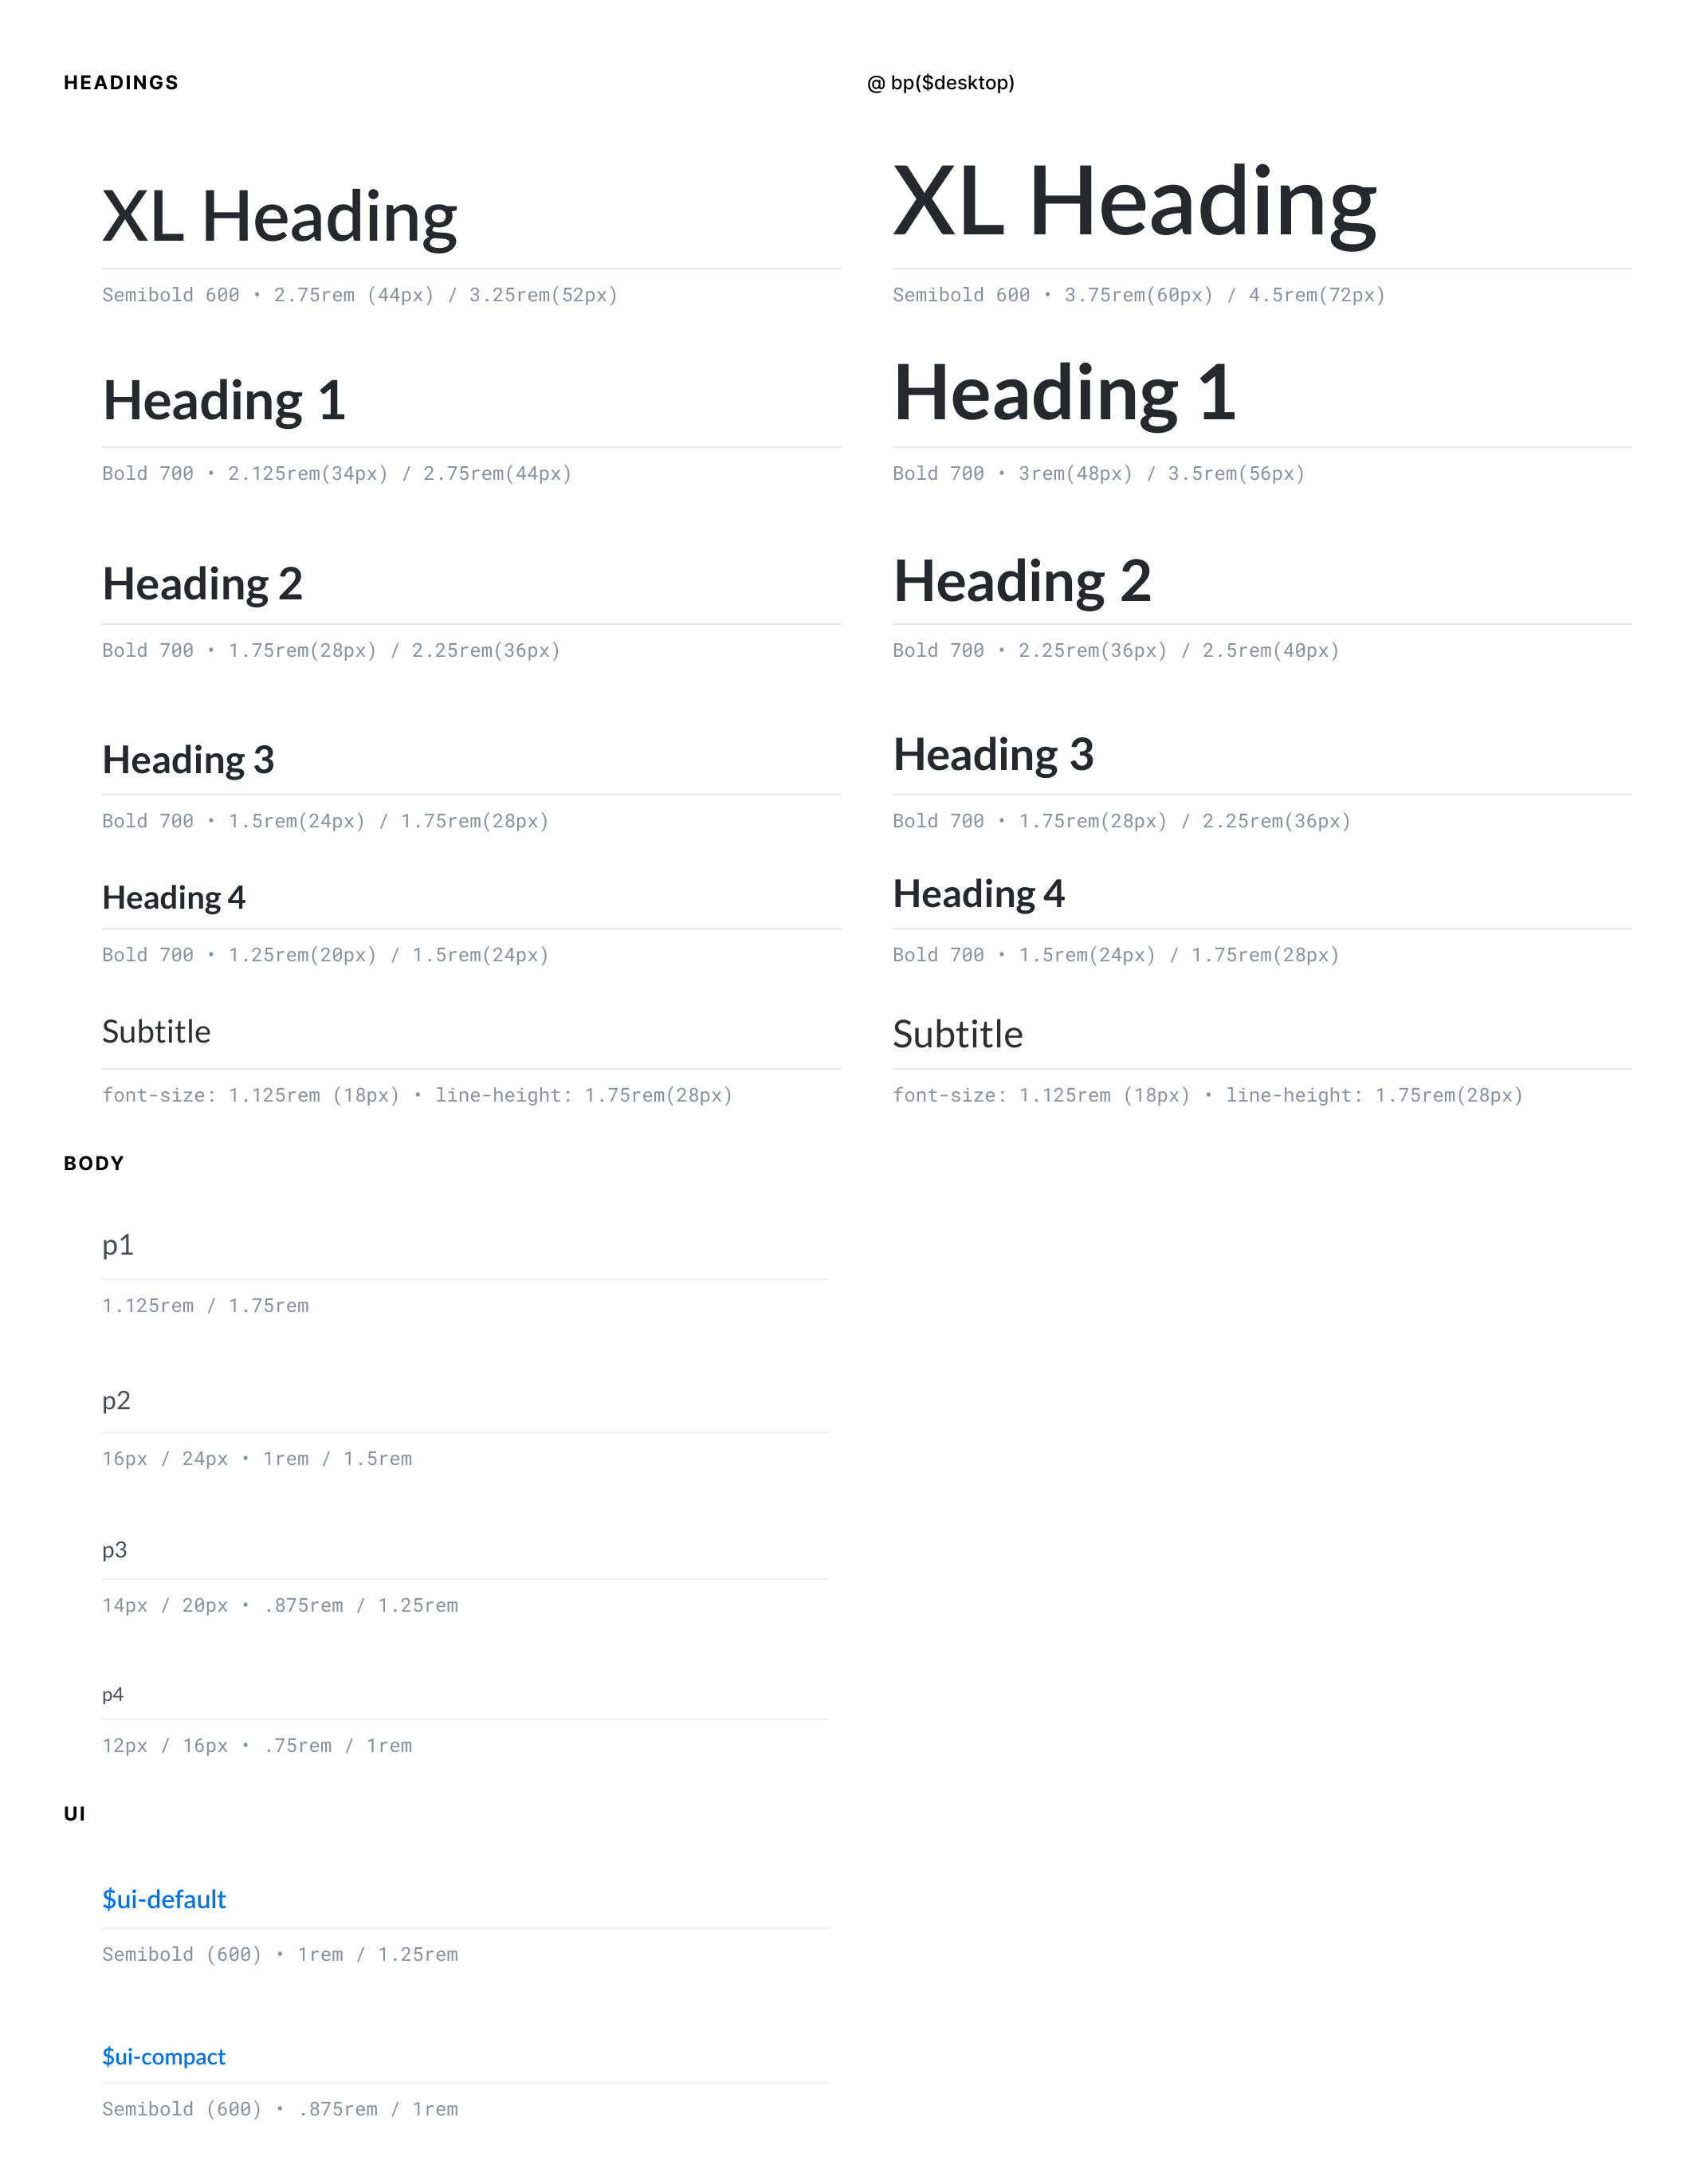 HEADINGS
@ bp($desktop)
XL Heading
XL Heading
Semibold 600 • 2.75rem (44px) / 3.25rem(52px)
Semibold 600 • 3.75rem(60px) / 4.5rem(72px)
Heading 1
Heading 1
Bold 700 • 2.125rem(34px) / 2.75rem(44px)
Bold 700 • 3rem(48px) / 3.5rem(56px)
Heading 2
Heading 2
Bold 700 • 1.75rem(28px) / 2.25rem(36px)
Bold 700 • 2.25rem(36px) / 2.5rem(40px)
Heading 3
Heading 3
Bold 700 • 1.5rem(24px) / 1.75rem(28px)
Bold 700 • 1.75rem(28px) / 2.25rem(36px)
Heading 4
Heading 4
Bold 700 • 1.25rem(20px) / 1.5rem(24px)
Bold 700 • 1.5rem(24px) / 1.75rem(28px)
Subtitle
Subtitle
font-size: 1.125rem (18px) • line-height: 1.75rem(28px)
font-size: 1.125rem (18px) • line-height: 1.75rem(28px)
BODY
p1
1.125rem / 1.75rem
p2
16px / 24px • 1rem / 1.5rem
p3
14px / 20px • .875rem / 1.25rem
p4
12px / 16px • .75rem / 1rem
UI
$ui-default
Semibold (600) • 1rem / 1.25rem
$ui-compact
Semibold (600) • .875rem / 1rem